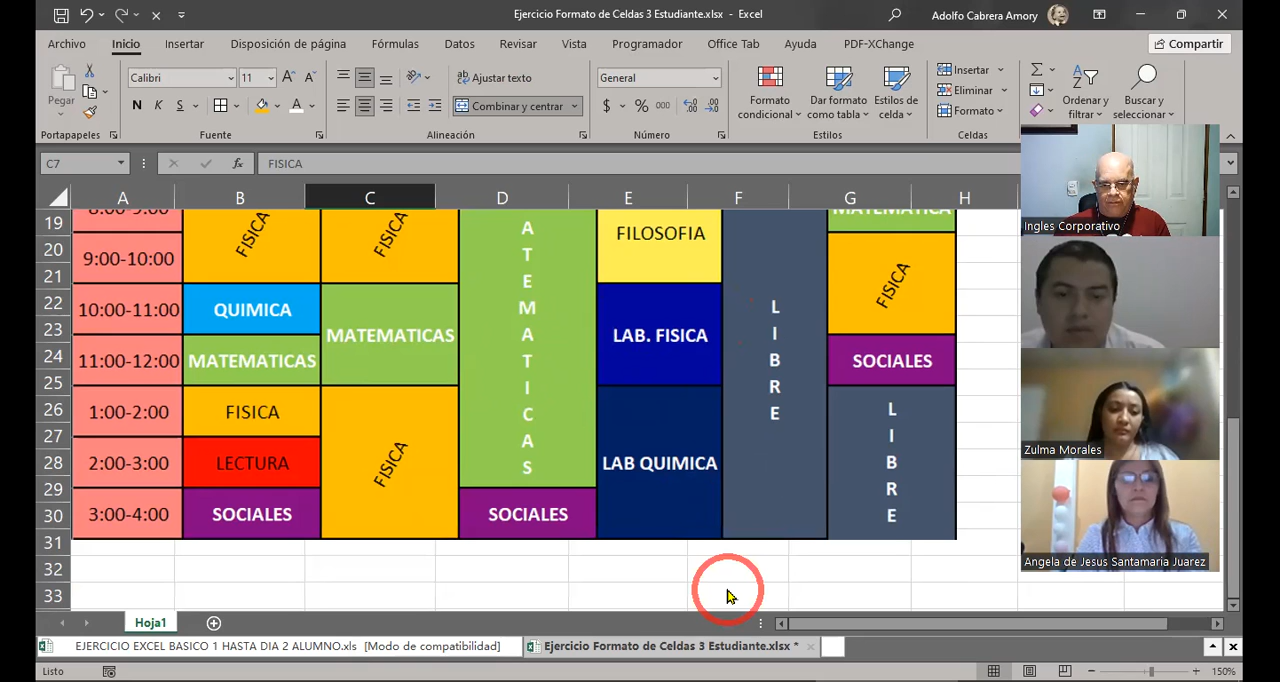 Ejercicio Formato de Celdas 3 Estudiante.xlsx - Excel
Adolfo Cabrera Amory
Archivo Inicio Insertar Disposición de página Fórmulas Datos Revisar Vista Programador Office Tab Ayuda PDF-XChange Compartir
Pegar
Calibri 11
N K S
Ajustar texto
Combinar y centrar
General
$ % 000
Formato condicional
Dar formato como tabla
Estilos de celda
Insertar
Eliminar
Formato
Ordenar y filtrar
Buscar y seleccionar
Portapapeles Fuente Alineación Número Estilos Celdas
C7 fx FISICA
A B C D E F G H
19 8:00-9:00 MATEMATICA
20 FISICA FISICA FILOSOFIA
21 9:00-10:00 FISICA
22 10:00-11:00 QUIMICA
23 MATEMATICAS LAB. FISICA
24 11:00-12:00 MATEMATICAS SOCIALES
25
26 1:00-2:00 FISICA
27
28 2:00-3:00 LECTURA FISICA LAB QUIMICA
29
30 3:00-4:00 SOCIALES SOCIALES
31
32
33
A
T
E
M
A
T
I
C
A
S
L
I
B
R
E
L
I
B
R
E
Ingles Corporativo
Zulma Morales
Angela de Jesus Santamaria Juarez
Hoja1
EJERCICIO EXCEL BASICO 1 HASTA DIA 2 ALUMNO.xls [Modo de compatibilidad]
Ejercicio Formato de Celdas 3 Estudiante.xlsx *
Listo
150%